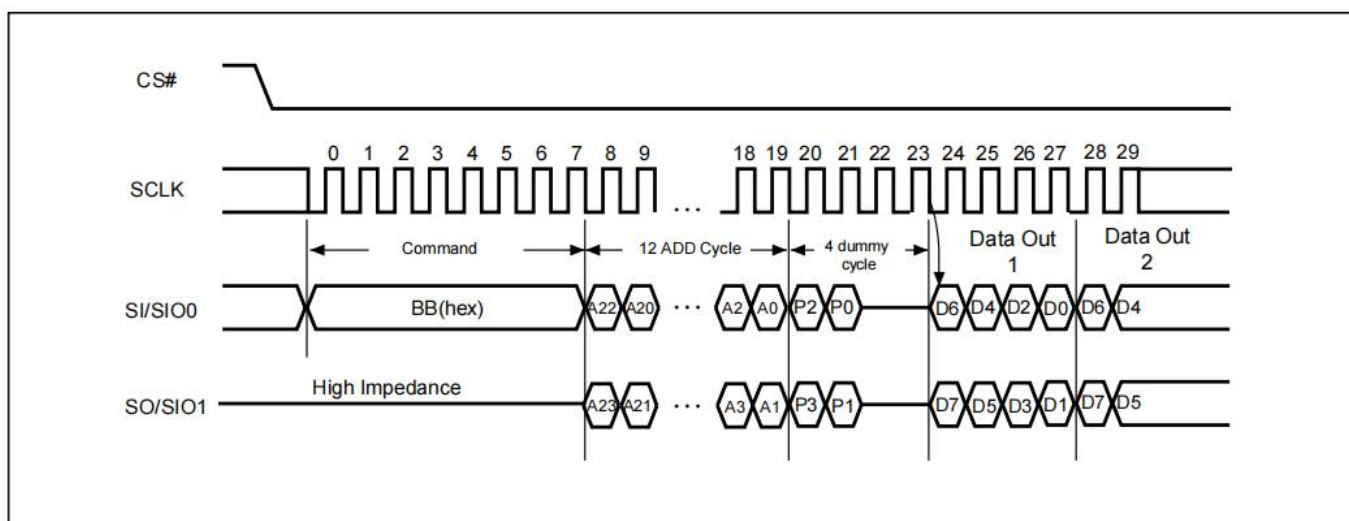 CS#
0 1 2 3 4 5 6 7 8 9 18 19 20 21 22 23 24 25 26 27 28 29
SCLK
...
Command 12 ADD Cycle 4 dummy cycle Data Out 1 Data Out 2
SI/SIO0 BB(hex) A22 A20 ... A2 A0 P2 P0 D6 D4 D2 D0 D6 D4
High Impedance
SO/SIO1 A23 A21 ... A3 A1 P3 P1 D7 D5 D3 D1 D7 D5